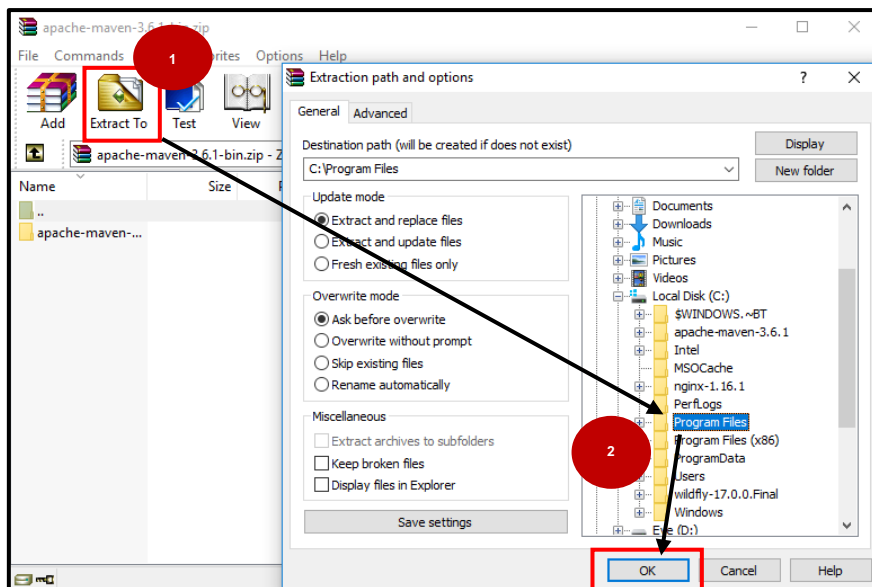 apache-maven-3.6.1-bin.zip
File Commands Options Help
1
Add Extract To Test View
apache-maven-3.6.1-bin.zip - Z
Name Size
..
apache-maven-...
Extraction path and options
General Advanced
Destination path (will be created if does not exist)
C:\Program Files
Display
New folder
Update mode
Extract and replace files
Extract and update files
Fresh existing files only
Overwrite mode
Ask before overwrite
Overwrite without prompt
Skip existing files
Rename automatically
Miscellaneous
Extract archives to subfolders
Keep broken files
Display files in Explorer
Save settings
Documents
Downloads
Music
Pictures
Videos
Local Disk (C:)
$WINDOWS.~BT
apache-maven-3.6.1
Intel
MSOCache
nginx-1.16.1
PerfLogs
Program Files
Program Files (x86)
ProgramData
Users
wildfly-17.0.0.Final
Windows
(D:)
2
OK Cancel Help